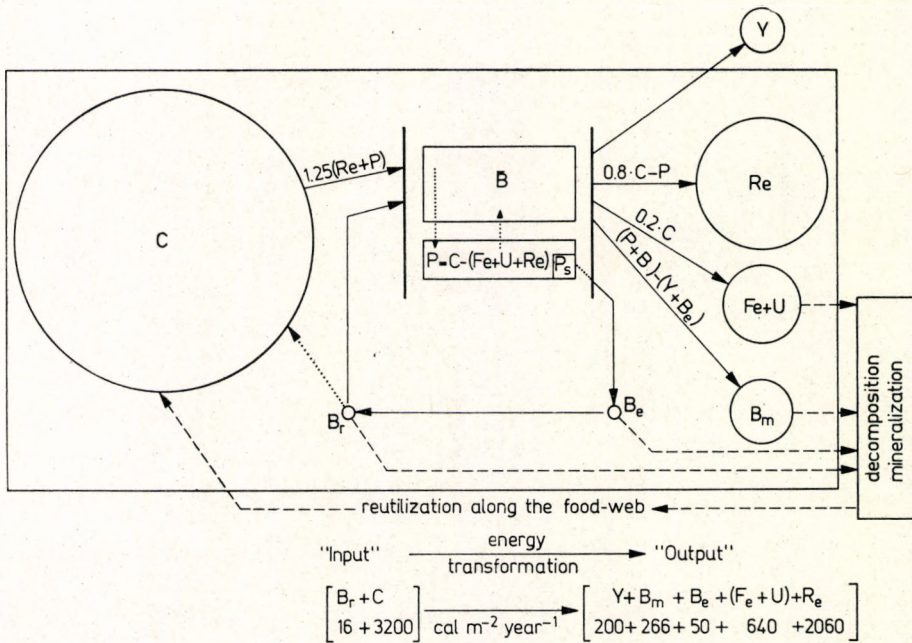 Y
1.25(Re+P)
B
0.8·C-P
Re
C
0.2·C
P=C-(Fe+U+Re) Ps
(P+B)-(Y+Be)
Fe+U
Br
Be
Bm
decomposition
mineralization
reutilization along the food-web
"Input" energy "Output"
transformation
Br + C Y+ Bm + Be +(Fe + U)+Re
16 + 3200 cal m⁻² year⁻¹ 200+266+50 + 640 +2060